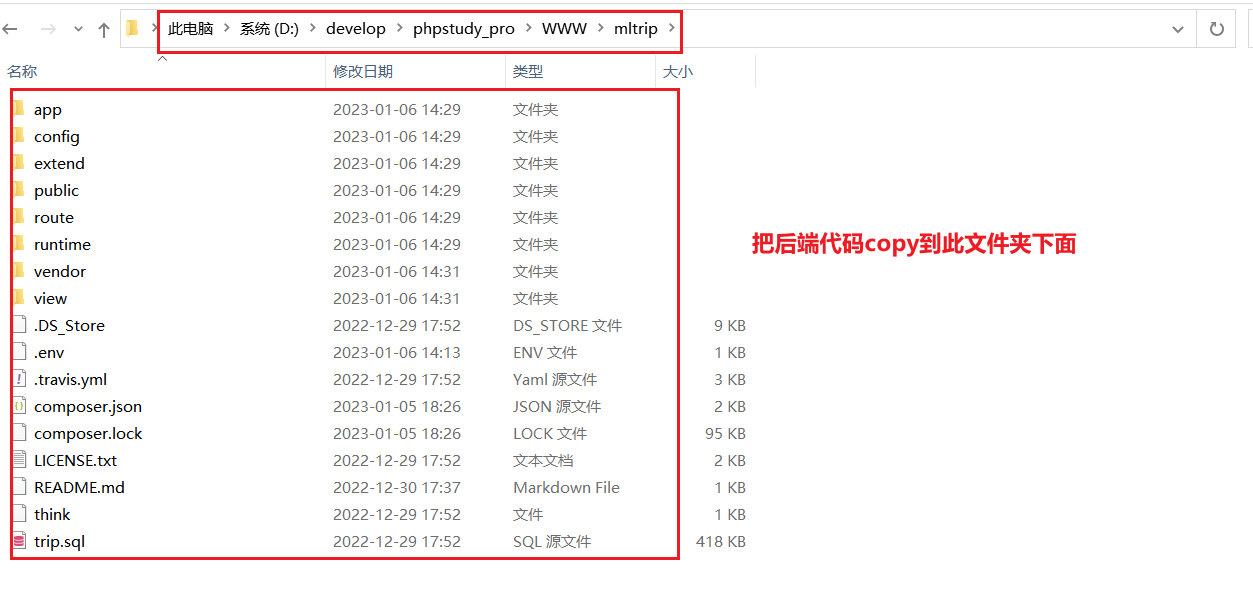 此电脑 > 系统 (D:) > develop > phpstudy_pro > WWW > mltrip >
名称 修改日期 类型 大小
app 2023-01-06 14:29 文件夹
config 2023-01-06 14:29 文件夹
extend 2023-01-06 14:29 文件夹
public 2023-01-06 14:29 文件夹
route 2023-01-06 14:29 文件夹
把后端代码copy到此文件夹下面
runtime 2023-01-06 14:29 文件夹
vendor 2023-01-06 14:31 文件夹
view 2023-01-06 14:31 文件夹
.DS_Store 2022-12-29 17:52 DS_STORE 文件 9 KB
.env 2023-01-06 14:13 ENV 文件 1 KB
.travis.yml 2022-12-29 17:52 Yaml 源文件 3 KB
composer.json 2023-01-05 18:26 JSON 源文件 2 KB
composer.lock 2023-01-05 18:26 LOCK 文件 95 KB
LICENSE.txt 2022-12-29 17:52 文本文档 2 KB
README.md 2022-12-30 17:37 Markdown File 1 KB
think 2022-12-29 17:52 文件 1 KB
trip.sql 2022-12-29 17:52 SQL 源文件 418 KB